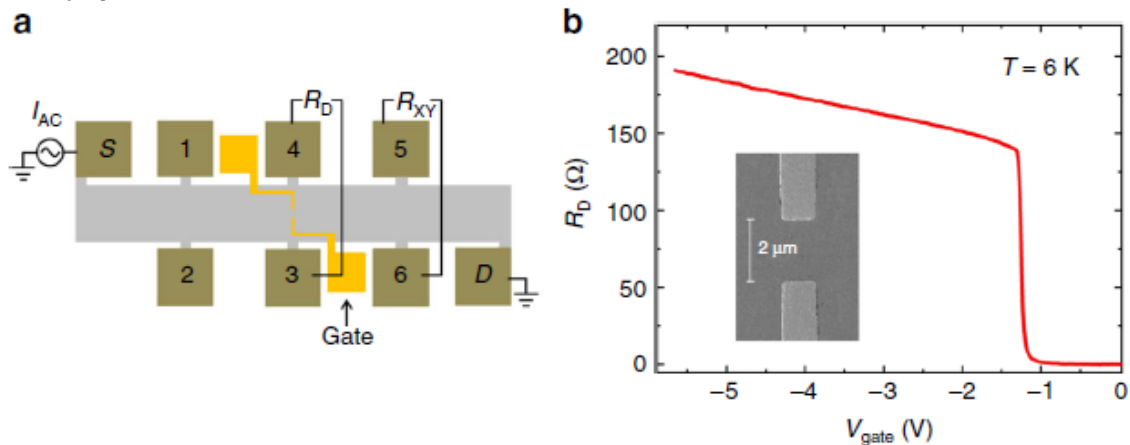 a
I_AC
S
1
4
R_D
R_XY
5
2
3
6
D
Gate
b
T = 6 K
200
150
100
50
0
R_D (Ω)
2 μm
–5
–4
–3
–2
–1
0
V_gate (V)